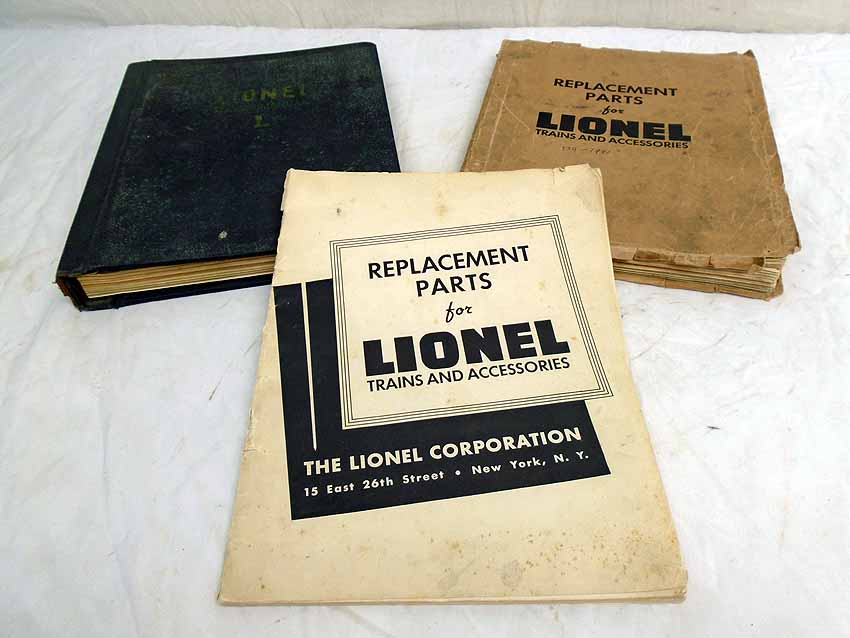 LIONEL
L
REPLACEMENT
PARTS
for
LIONEL
TRAINS AND ACCESSORIES
REPLACEMENT
PARTS
for
LIONEL
TRAINS AND ACCESSORIES
THE LIONEL CORPORATION
15 East 26th Street • New York, N. Y.